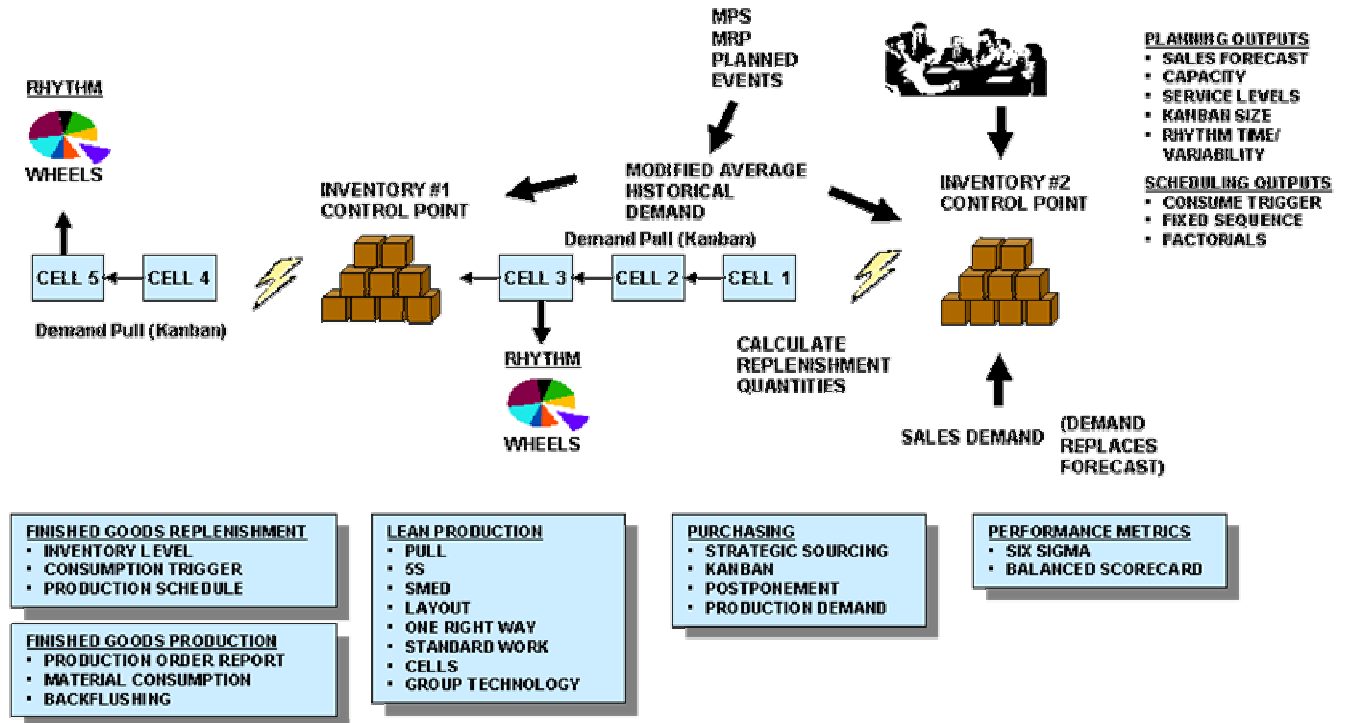 MPS
MRP
PLANNED
EVENTS
PLANNING OUTPUTS
• SALES FORECAST
• CAPACITY
• SERVICE LEVELS
• KANBAN SIZE
• RHYTHM TIME/
VARIABILITY
SCHEDULING OUTPUTS
• CONSUME TRIGGER
• FIXED SEQUENCE
• FACTORIALS
RHYTHM
WHEELS
INVENTORY #1
CONTROL POINT
MODIFIED AVERAGE
HISTORICAL
DEMAND
INVENTORY #2
CONTROL POINT
Demand Pull (Kanban)
CELL 5
CELL 4
CELL 3
CELL 2
CELL 1
Demand Pull (Kanban)
RHYTHM
WHEELS
CALCULATE
REPLENISHMENT
QUANTITIES
SALES DEMAND
(DEMAND
REPLACES
FORECAST)
FINISHED GOODS REPLENISHMENT
• INVENTORY LEVEL
• CONSUMPTION TRIGGER
• PRODUCTION SCHEDULE
FINISHED GOODS PRODUCTION
• PRODUCTION ORDER REPORT
• MATERIAL CONSUMPTION
• BACKFLUSHING
LEAN PRODUCTION
• PULL
• 5S
• SMED
• LAYOUT
• ONE RIGHT WAY
• STANDARD WORK
• CELLS
• GROUP TECHNOLOGY
PURCHASING
• STRATEGIC SOURCING
• KANBAN
• POSTPONEMENT
• PRODUCTION DEMAND
PERFORMANCE METRICS
• SIX SIGMA
• BALANCED SCORECARD